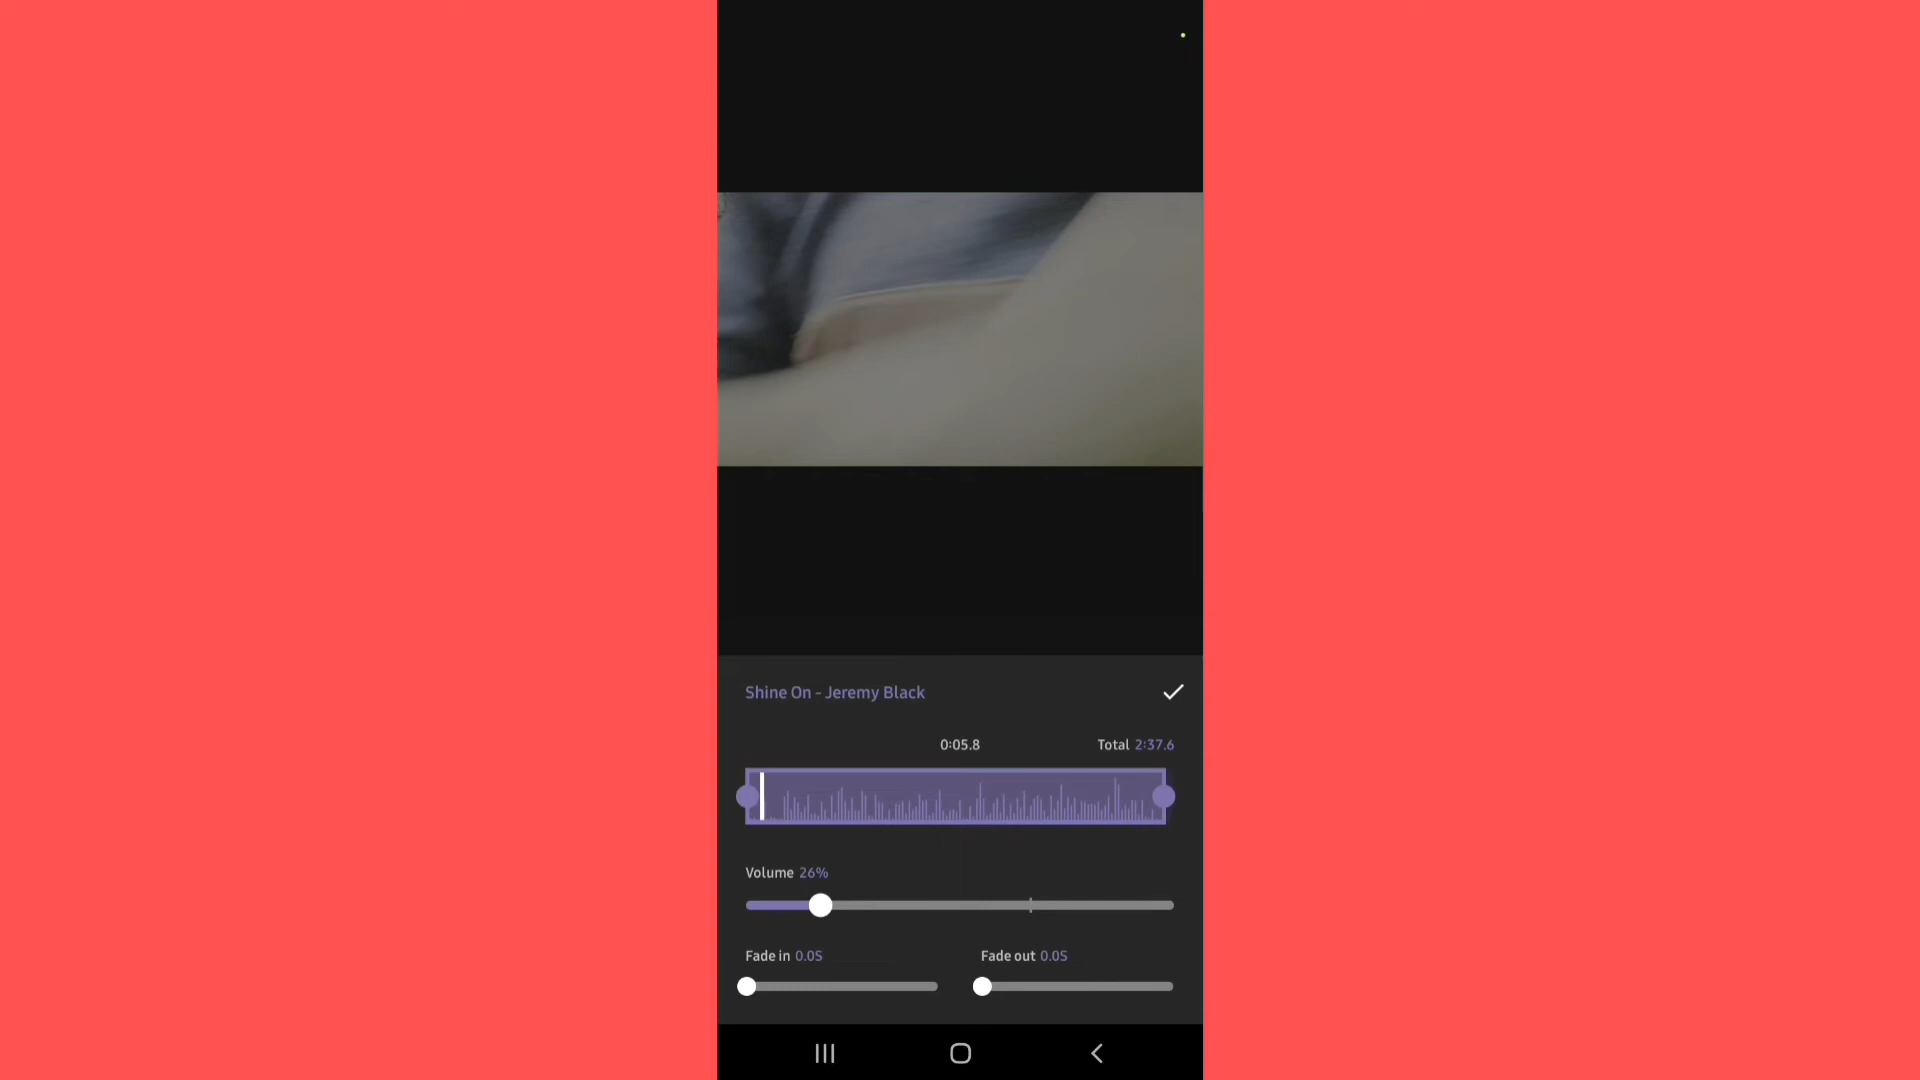 Shine On - Jeremy Black
0:05.8
Total 2:37.6
Volume 26%
Fade in 0.0S
Fade out 0.0S